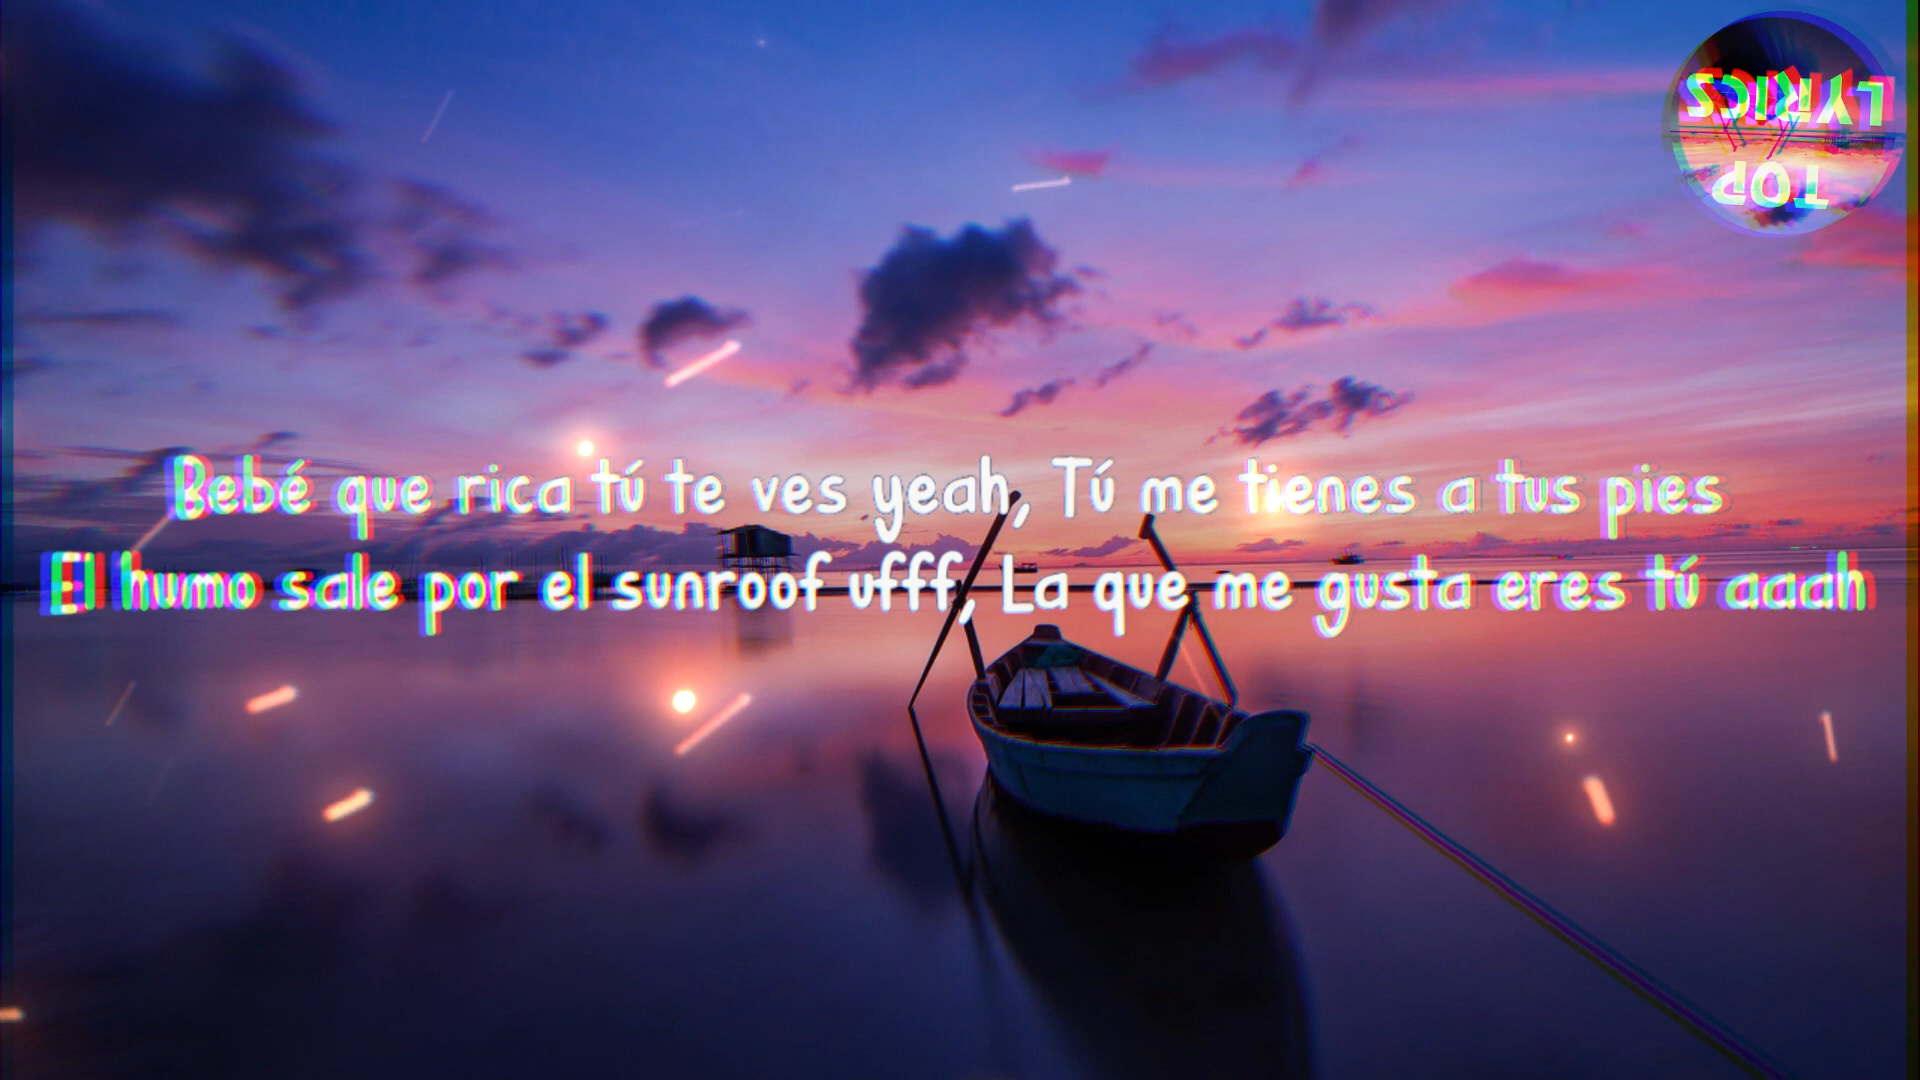 Bebé que rica tú te ves yeah, Tú me tienes a tus pies
El humo sale por el sunroof ufff, La que me gusta eres tú aaah
TOP
LYRICS